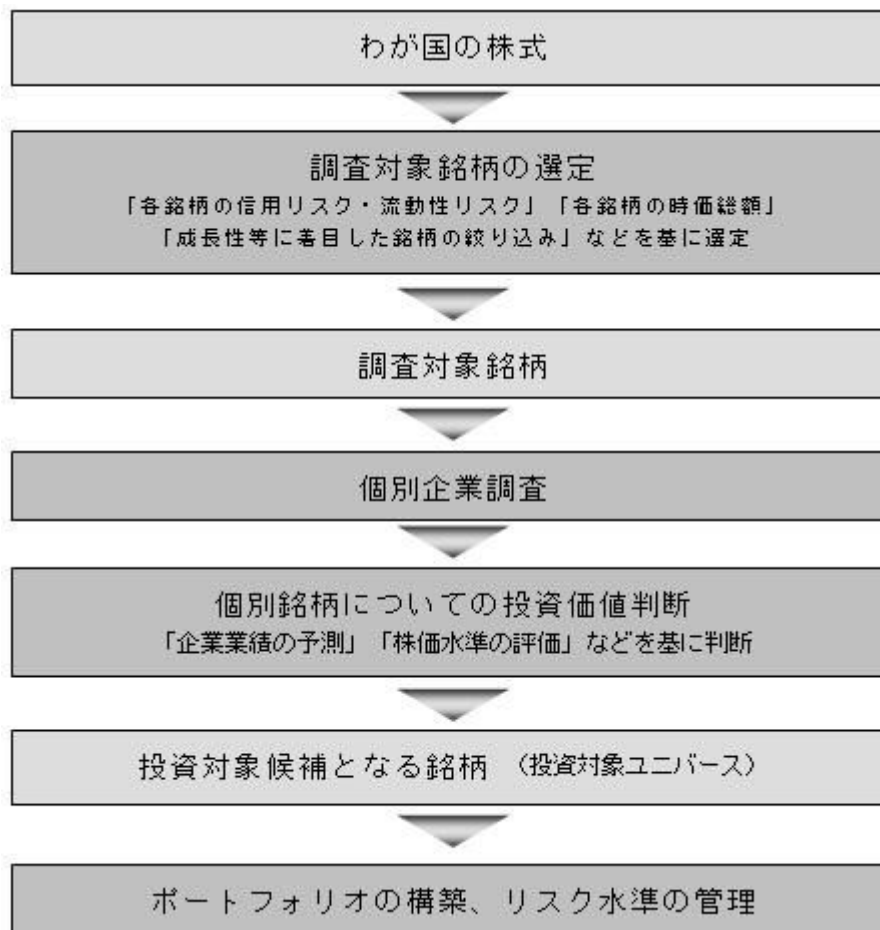 わが国の株式
調査対象銘柄の選定
「各銘柄の信用リスク・流動性リスク」「各銘柄の時価総額」
「成長性等に着目した銘柄の絞り込み」などを基に選定
調査対象銘柄
個別企業調査
個別銘柄についての投資価値判断
「企業業績の予測」「株価水準の評価」などを基に判断
投資対象候補となる銘柄 （投資対象ユニバース）
ポートフォリオの構築、リスク水準の管理